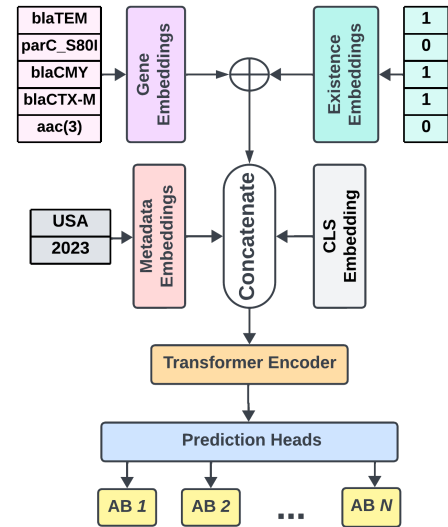 blaTEM
parC_S80I
blaCMY
blaCTX-M
aac(3)
Gene
Embeddings
Existence
Embeddings
1
0
1
1
0
USA
2023
Metadata
Embeddings
Concatenate
CLS
Embedding
Transformer Encoder
Prediction Heads
AB 1
AB 2
...
AB N